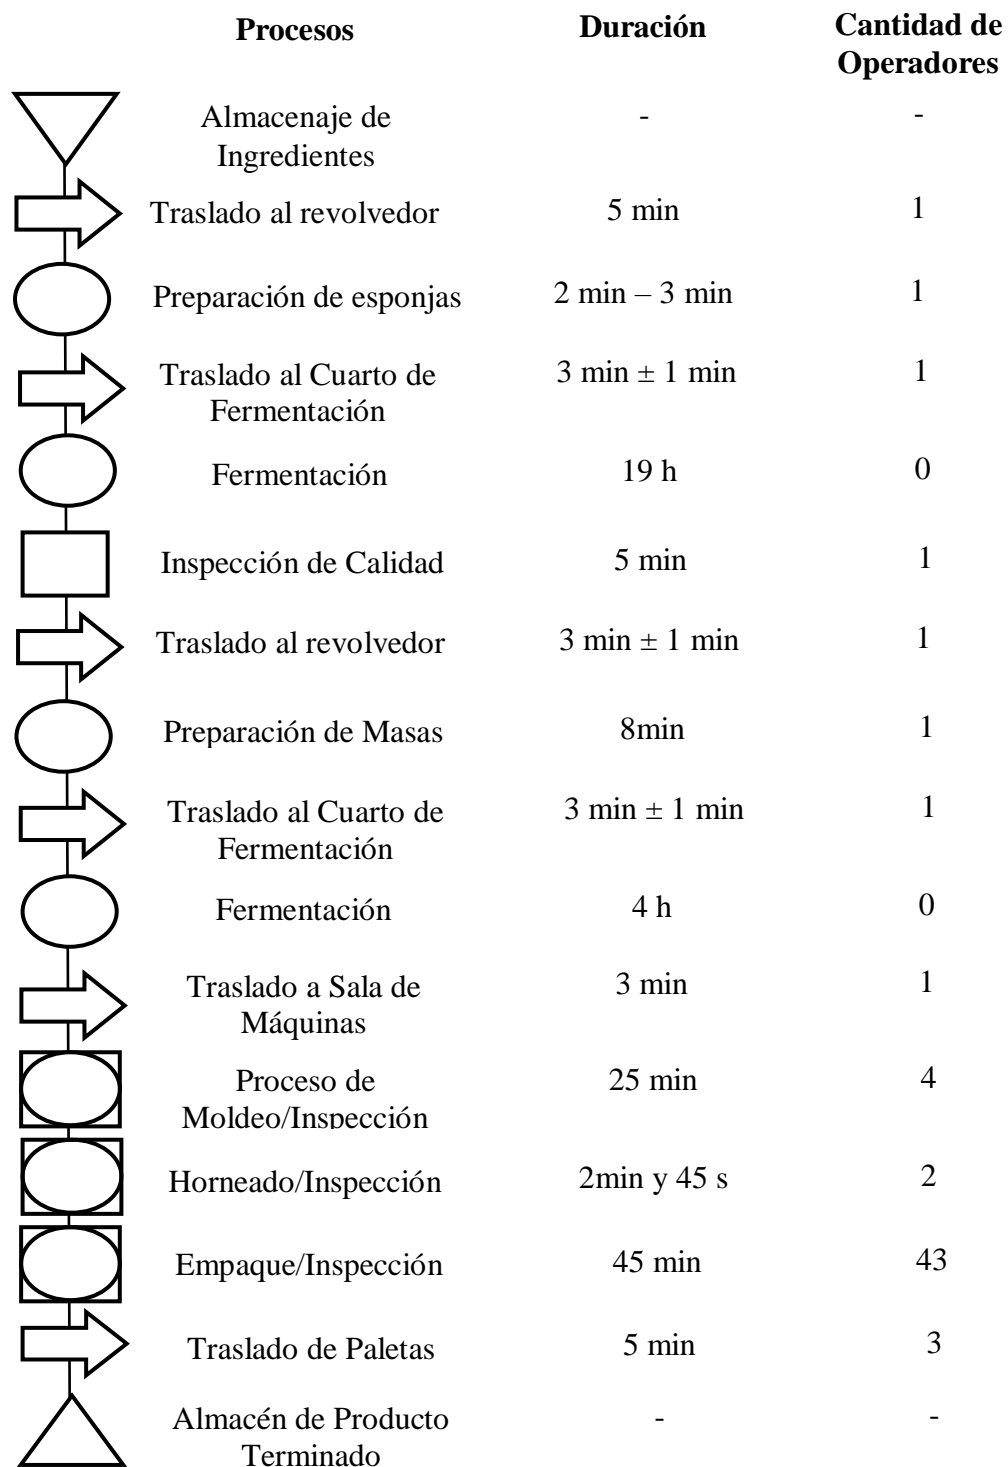 Procesos Duración Cantidad de
Operadores
Almacenaje de - -
Ingredientes
Traslado al revolvedor 5 min 1
Preparación de esponjas 2 min – 3 min 1
Traslado al Cuarto de 3 min ± 1 min 1
Fermentación
Fermentación 19 h 0
Inspección de Calidad 5 min 1
Traslado al revolvedor 3 min ± 1 min 1
Preparación de Masas 8min 1
Traslado al Cuarto de 3 min ± 1 min 1
Fermentación
Fermentación 4 h 0
Traslado a Sala de 3 min 1
Máquinas
Proceso de 25 min 4
Moldeo/Inspección
Horneado/Inspección 2min y 45 s 2
Empaque/Inspección 45 min 43
Traslado de Paletas 5 min 3
Almacén de Producto - -
Terminado